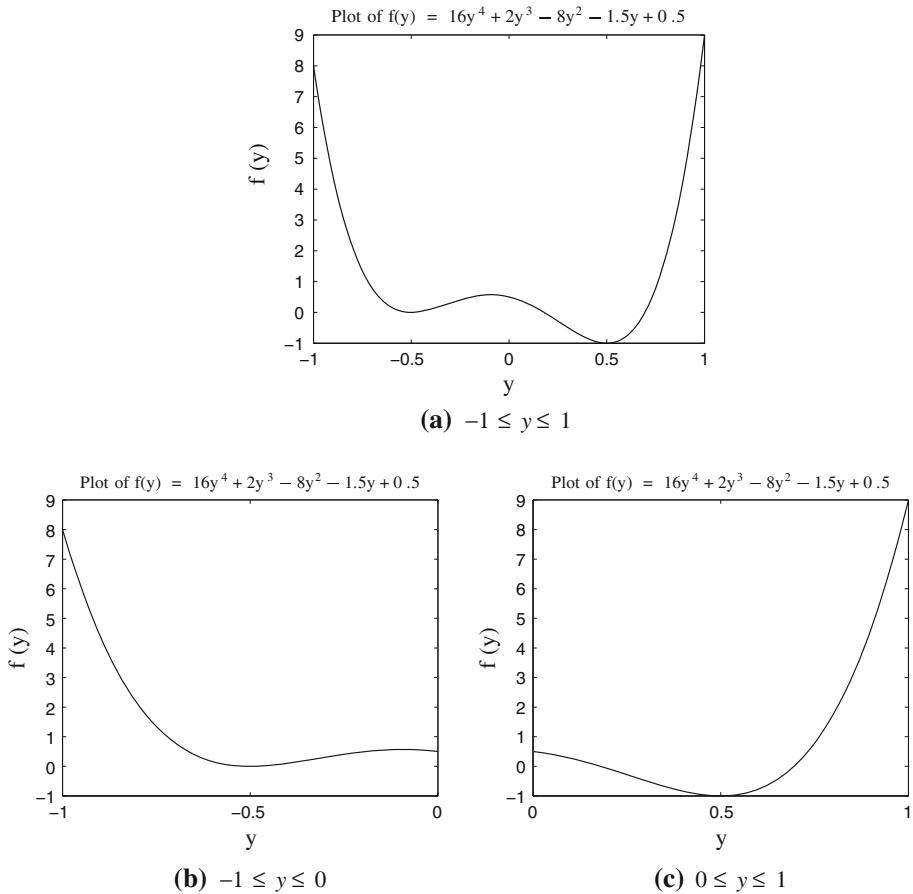 Plot of f(y) = 16y⁴ + 2y³ − 8y² − 1.5y + 0.5
9
8
7
6
5
4
3
2
1
0
−1
f (y)
−1 −0.5 0 0.5 1
y
(a) −1 ≤ y ≤ 1
Plot of f(y) = 16y⁴ + 2y³ − 8y² − 1.5y + 0.5
9
8
7
6
5
4
3
2
1
0
−1
f (y)
−1 −0.5 0
y
(b) −1 ≤ y ≤ 0
Plot of f(y) = 16y⁴ + 2y³ − 8y² − 1.5y + 0.5
9
8
7
6
5
4
3
2
1
0
−1
f (y)
0 0.5 1
y
(c) 0 ≤ y ≤ 1